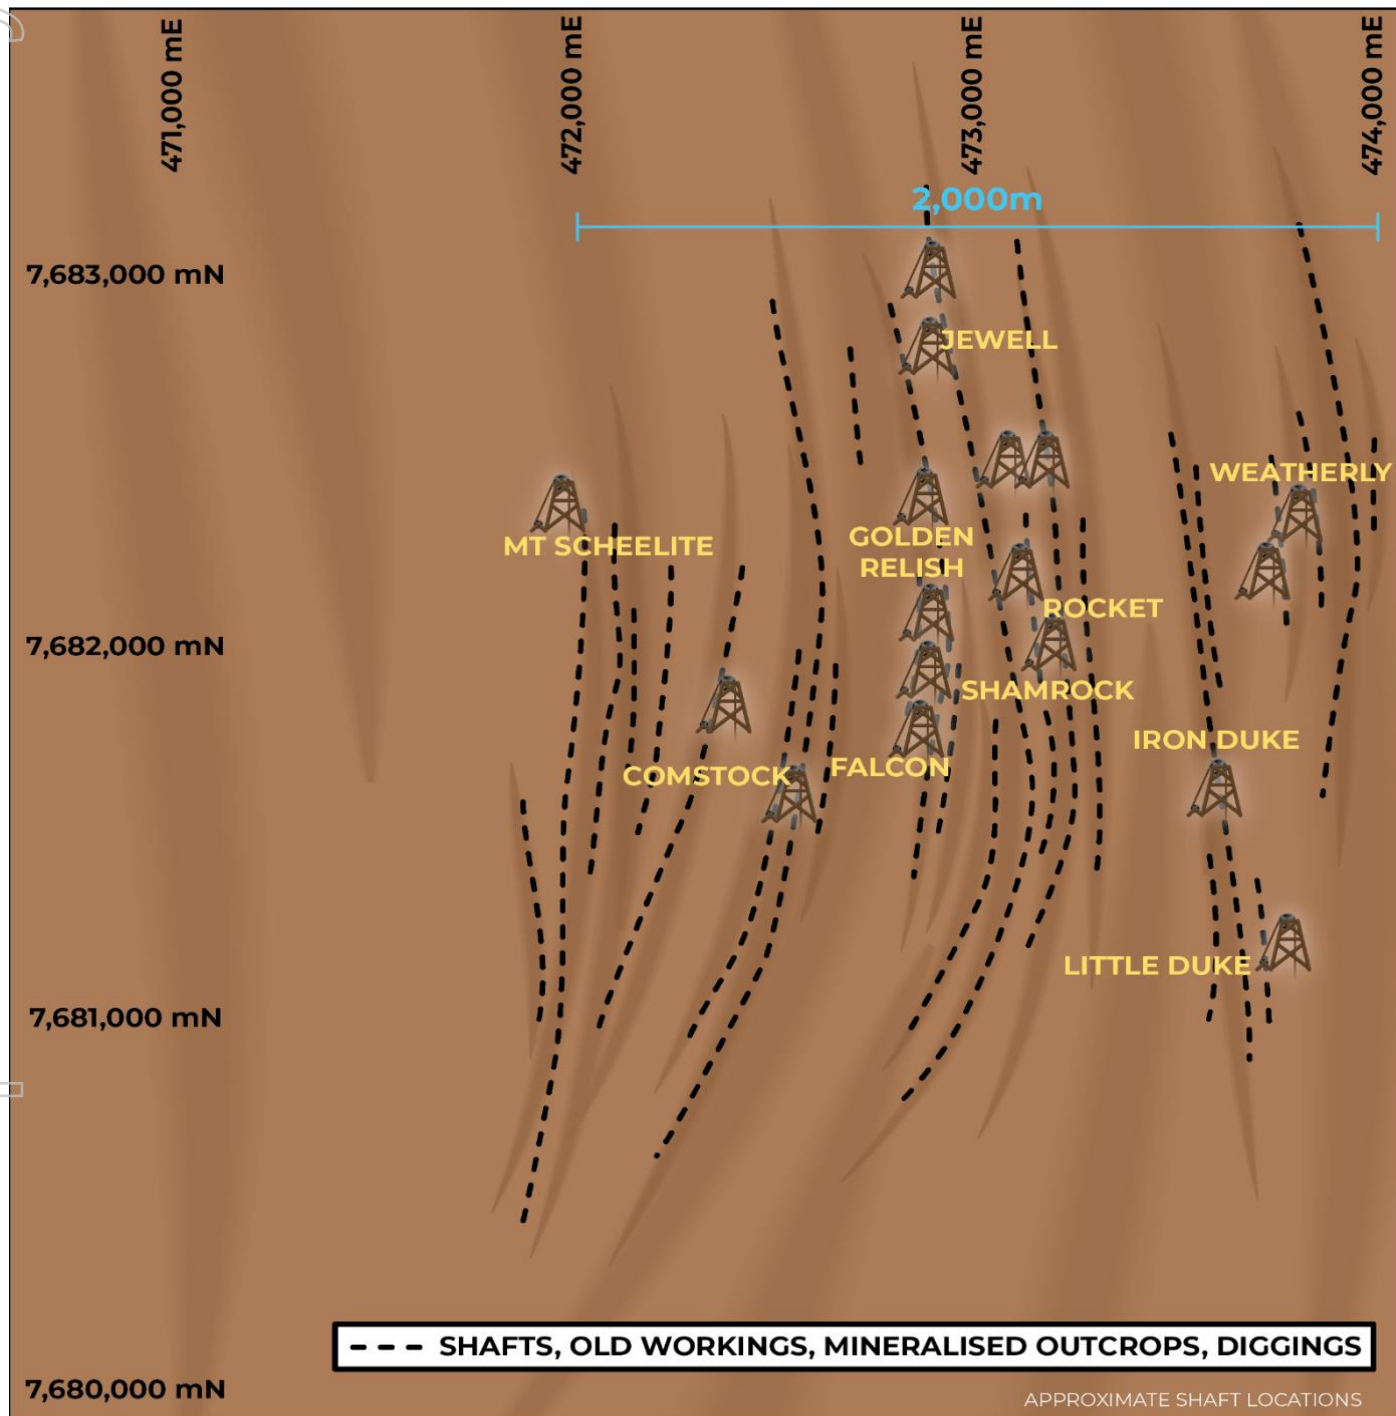 471,000 mE
472,000 mE
473,000 mE
474,000 mE
2,000m
7,683,000 mN
JEWELL
WEATHERLY
MT SCHEELITE
GOLDEN
RELISH
ROCKET
7,682,000 mN
SHAMROCK
IRON DUKE
COMSTOCK
FALCON
LITTLE DUKE
7,681,000 mN
SHAFTS, OLD WORKINGS, MINERALISED OUTCROPS, DIGGINGS
7,680,000 mN
APPROXIMATE SHAFT LOCATIONS